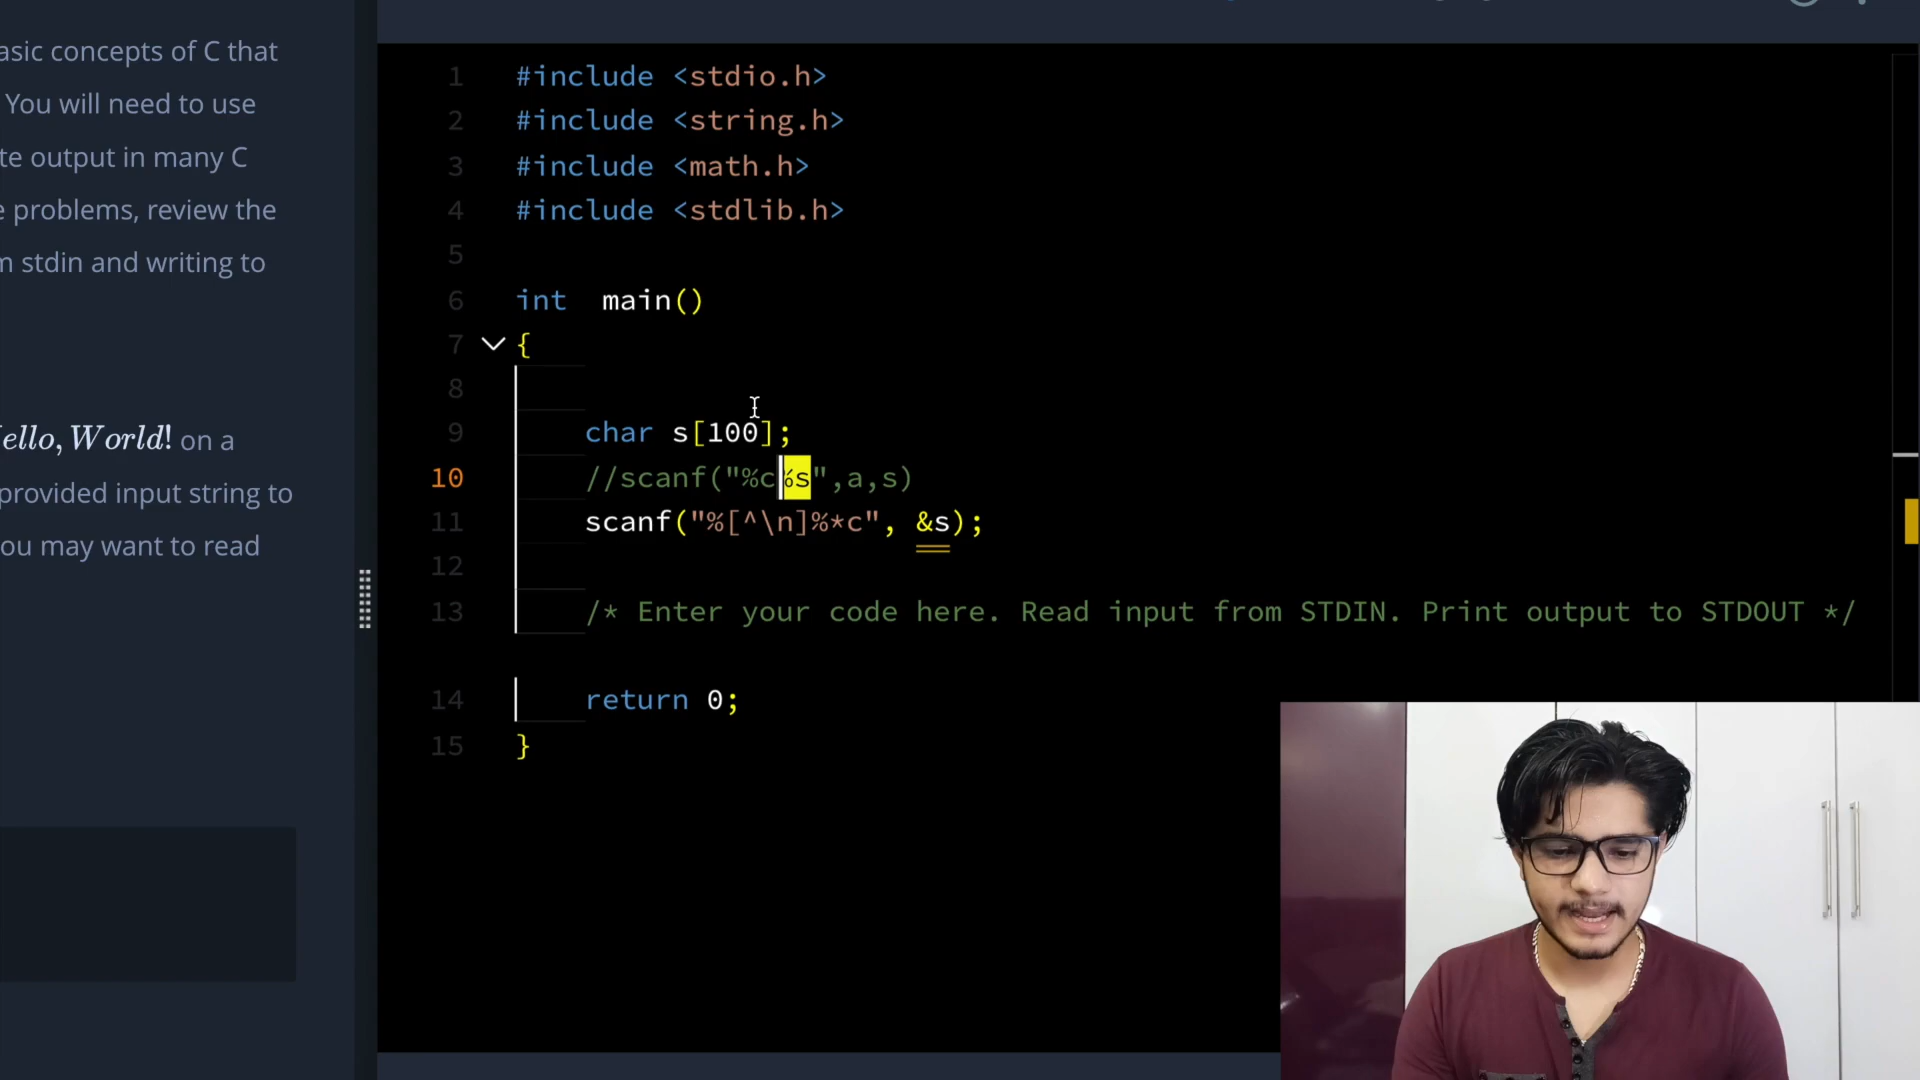 asic concepts of C that
You will need to use
te output in many C
e problems, review the
m stdin and writing to
ello, World! on a
provided input string to
ou may want to read
1 #include <stdio.h>
2 #include <string.h>
3 #include <math.h>
4 #include <stdlib.h>
5
6 int  main()
7 {
8
9 char s[100];
10 //scanf("%c%s",a,s)
11 scanf("%[^\n]%*c", &s);
12
13 /* Enter your code here. Read input from STDIN. Print output to STDOUT */
14 return 0;
15 }